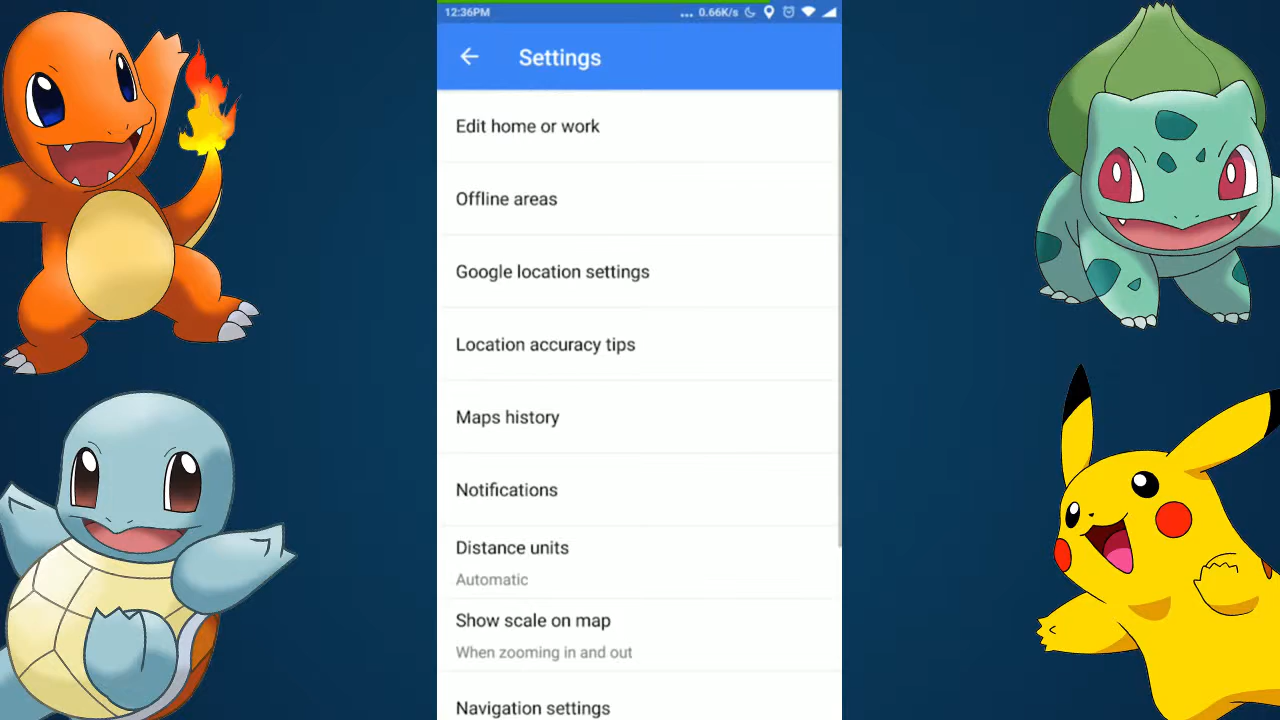 12:36PM ... 0.66K/s
Settings
Edit home or work
Offline areas
Google location settings
Location accuracy tips
Maps history
Notifications
Distance units
Automatic
Show scale on map
When zooming in and out
Navigation settings